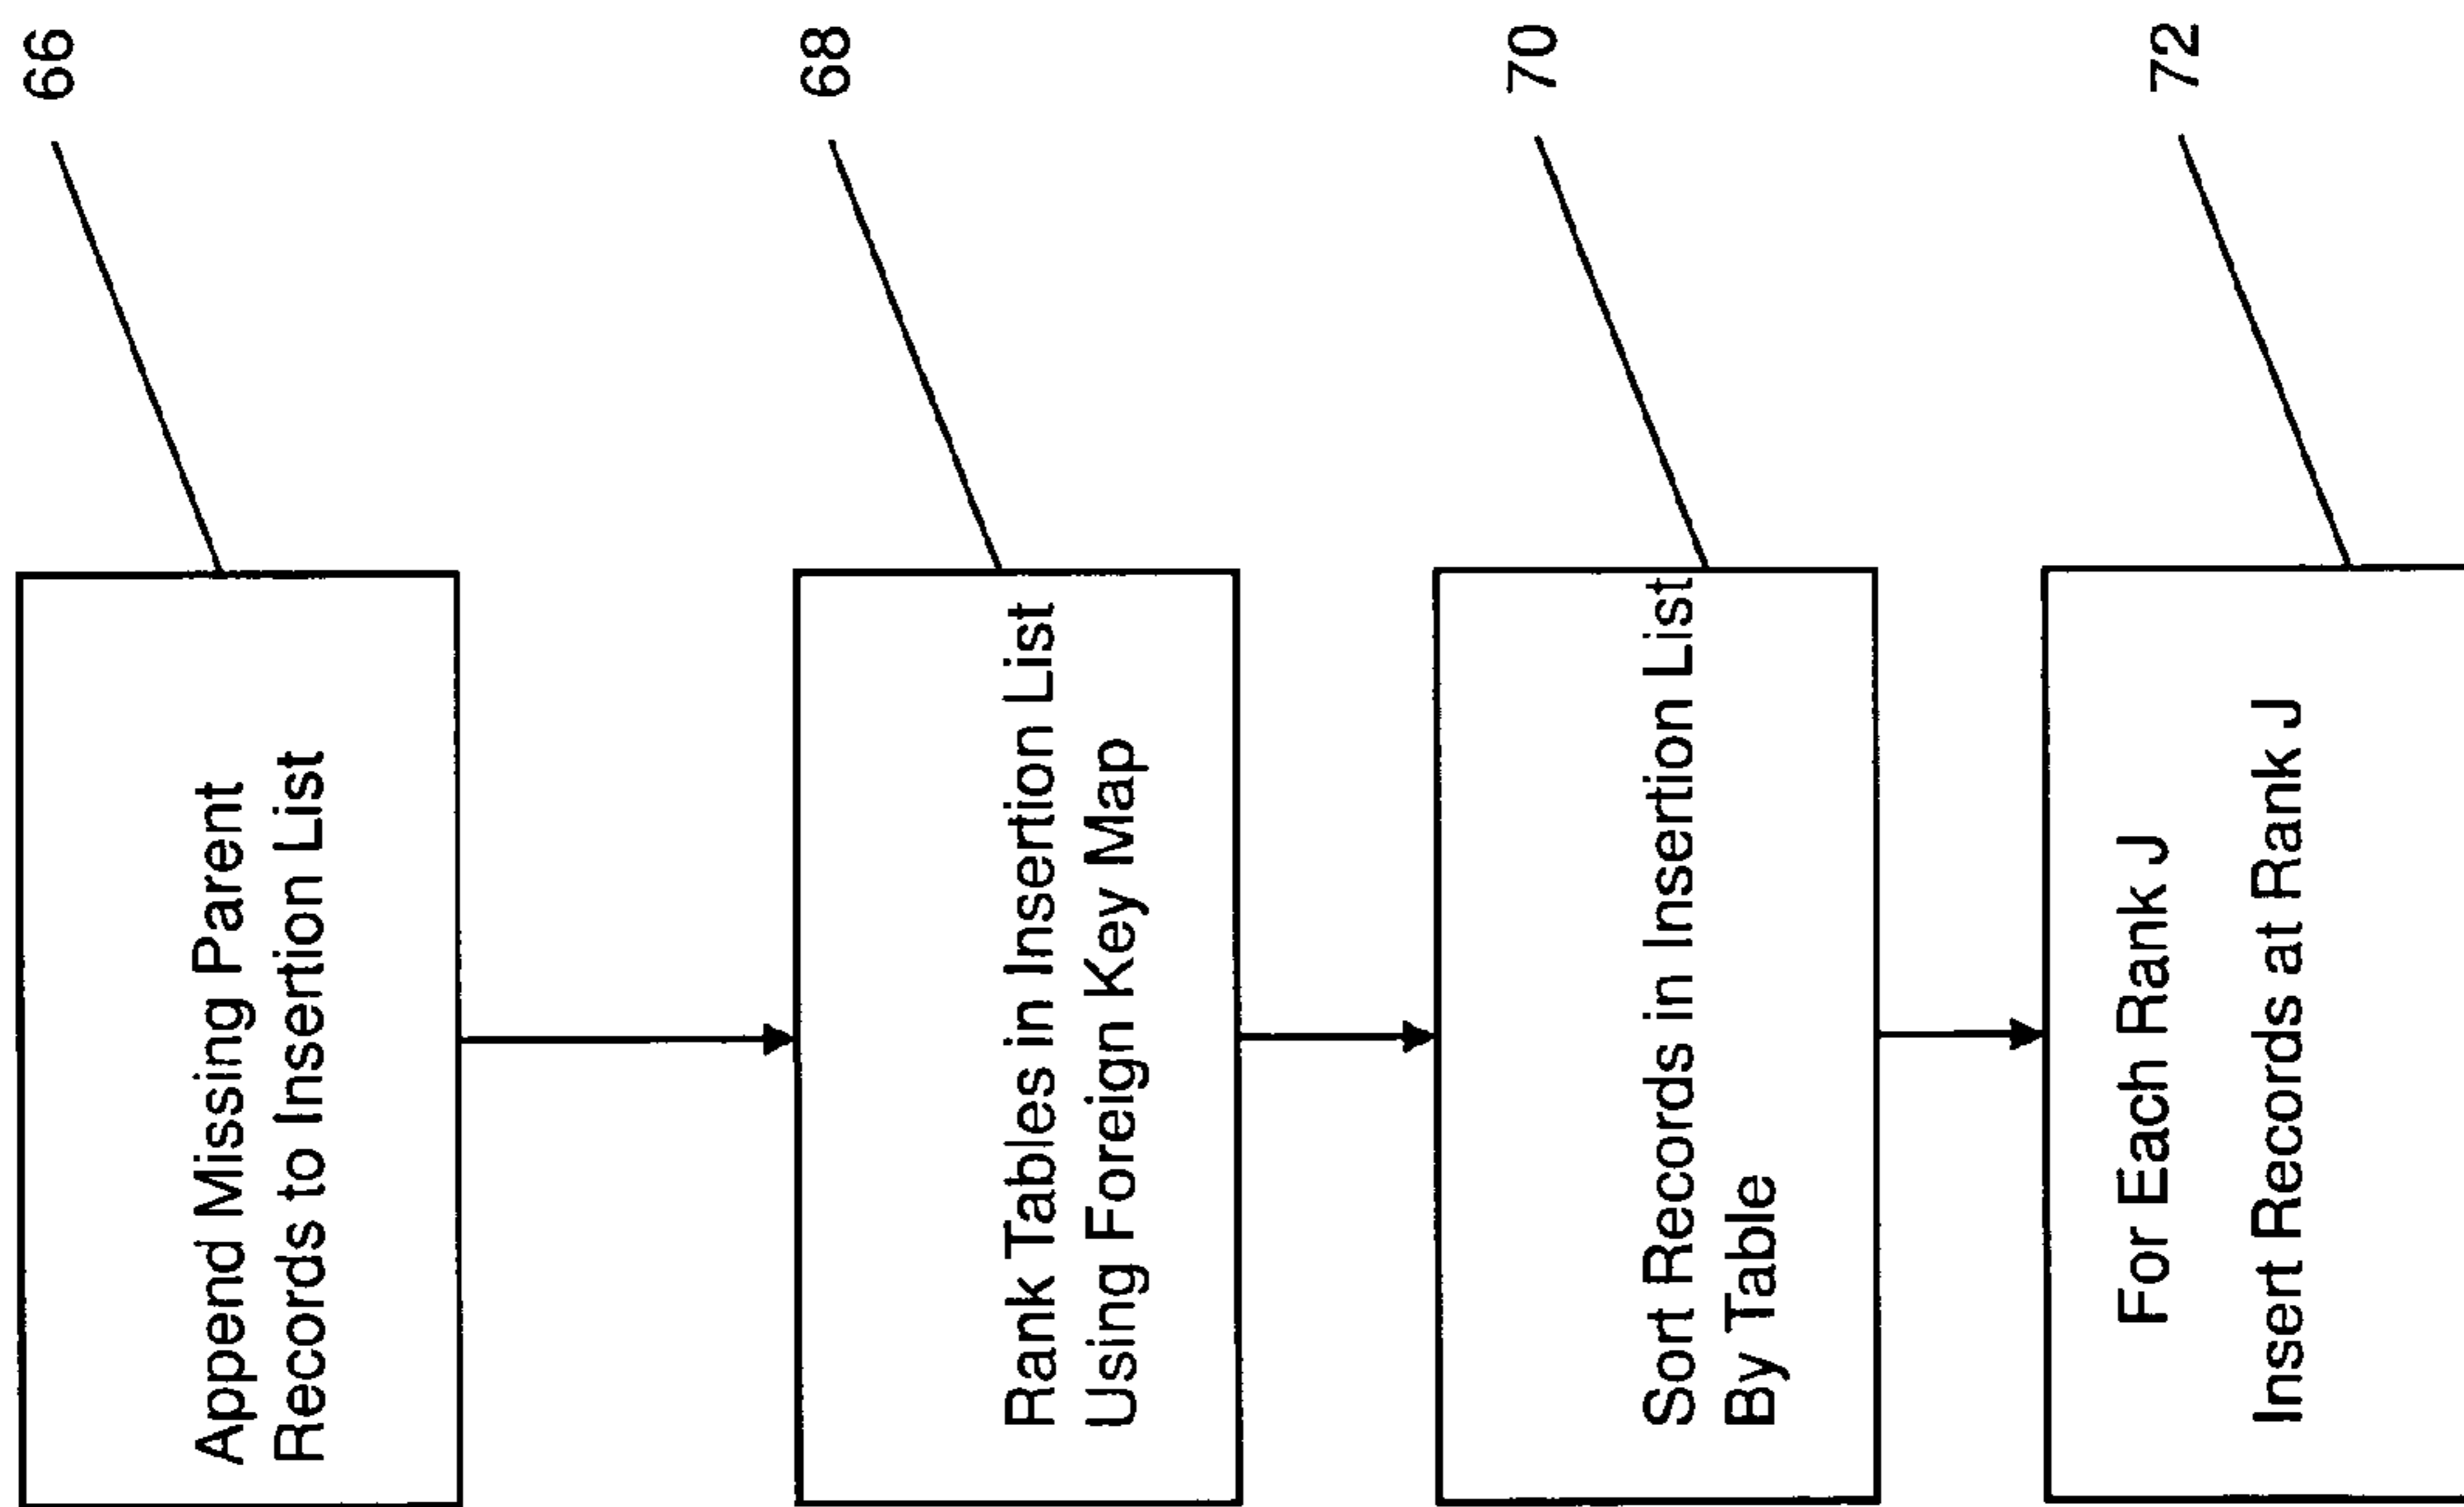 66
Append Missing Parent
Records to Insertion List
68
Rank Tables in Insertion List
Using Foreign Key Map
70
Sort Records in Insertion List
By Table
72
For Each Rank J
Insert Records at Rank J